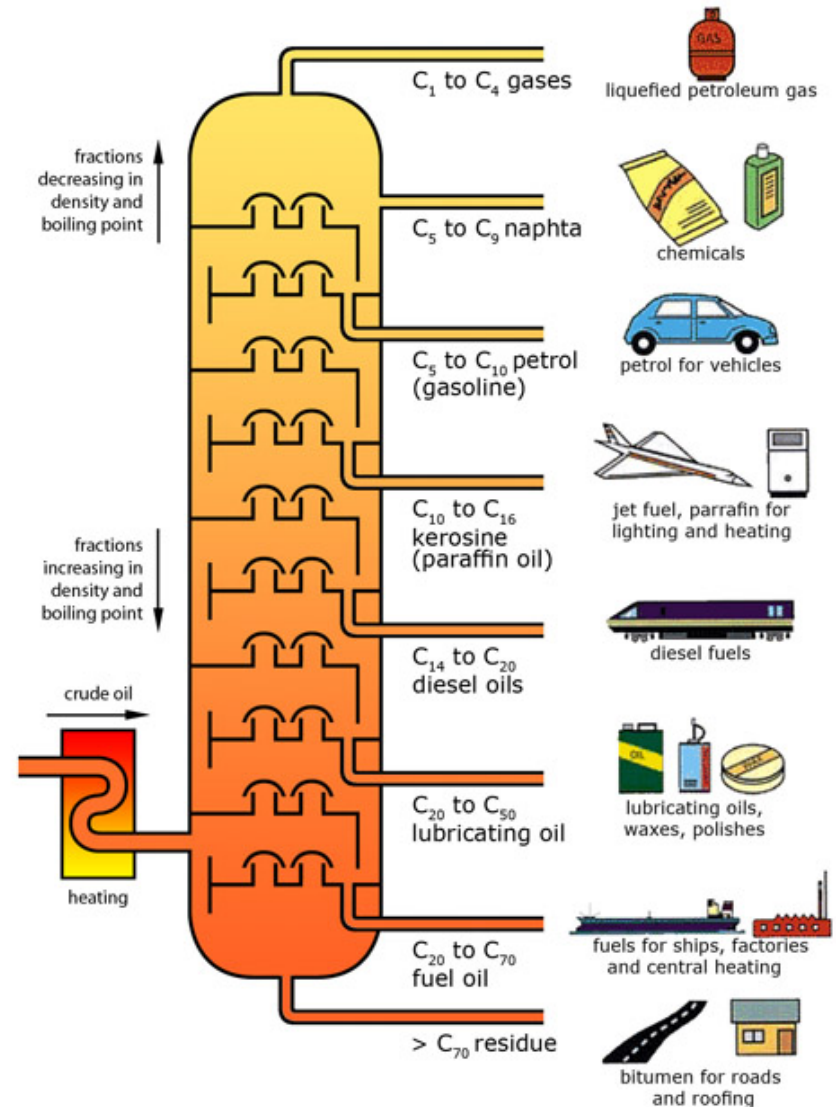 C₁ to C₄ gases
GAS
liquefied petroleum gas
fractions
decreasing in
density and
boiling point
C₅ to C₉ naphta
chemicals
C₅ to C₁₀ petrol
(gasoline)
petrol for vehicles
C₁₀ to C₁₆
kerosine
(paraffin oil)
jet fuel, parrafin for
lighting and heating
fractions
increasing in
density and
boiling point
C₁₄ to C₂₀
diesel oils
diesel fuels
crude oil
heating
C₂₀ to C₅₀
lubricating oil
OIL
lubricating oils,
waxes, polishes
C₂₀ to C₇₀
fuel oil
fuels for ships, factories
and central heating
> C₇₀ residue
bitumen for roads
and roofing